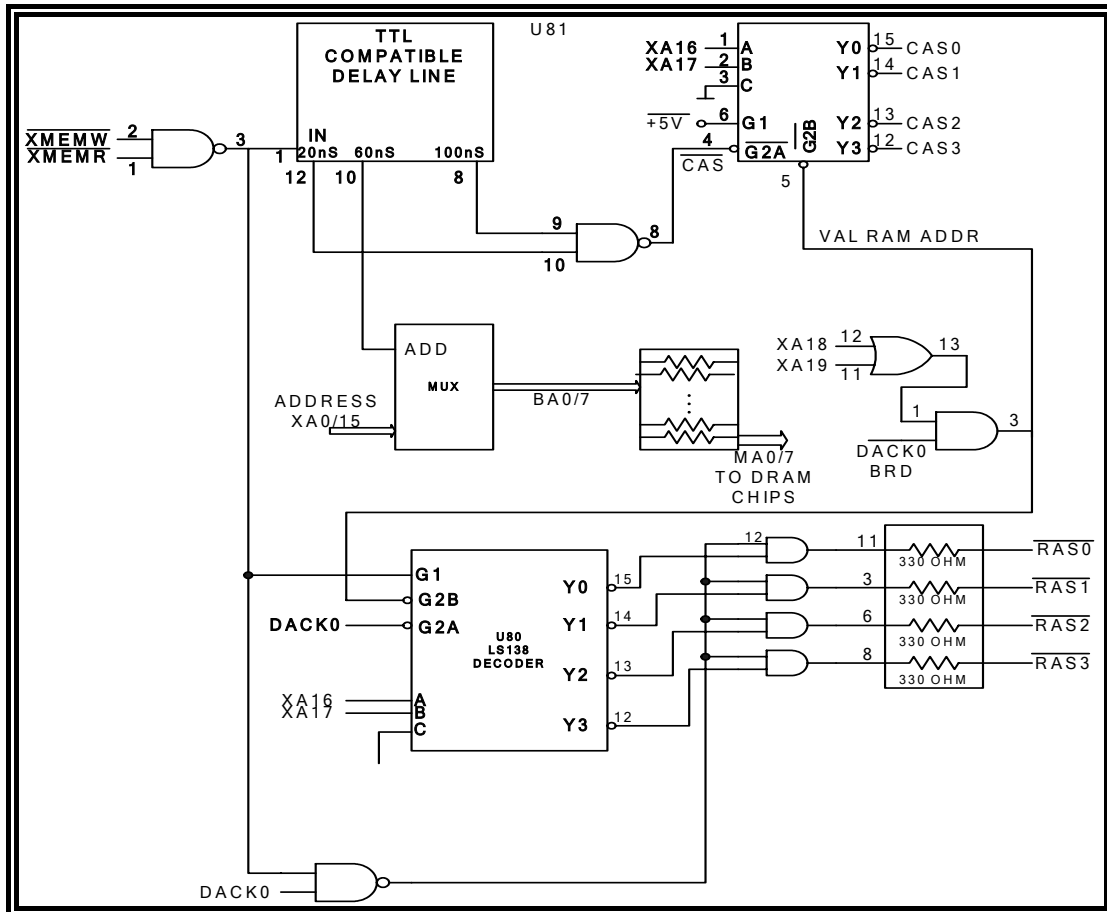 TTL
COMPATIBLE
DELAY LINE
U81
IN
20nS 60nS 100nS
1
12 10 8
XMEMW 2
XMEMR 1
3
XA16 1 A
XA17 2 B
3 C
+5V 6 G1
4 G2A
G2B
CAS
5
Y0 15 CAS0
Y1 14 CAS1
Y2 13 CAS2
Y3 12 CAS3
9
10
8
VAL RAM ADDR
ADD
MUX
ADDRESS
XA0/15
BA0/7
MA0/7
TO DRAM
CHIPS
XA18 12
XA19 11
13
1
3
DACK0
BRD
G1
G2B
DACK0 G2A
U80
LS138
DECODER
XA16 A
XA17 B
C
Y0 15
Y1 14
Y2 13
Y3 12
12
11 330 OHM RAS0
3 330 OHM RAS1
6 330 OHM RAS2
8 330 OHM RAS3
DACK0